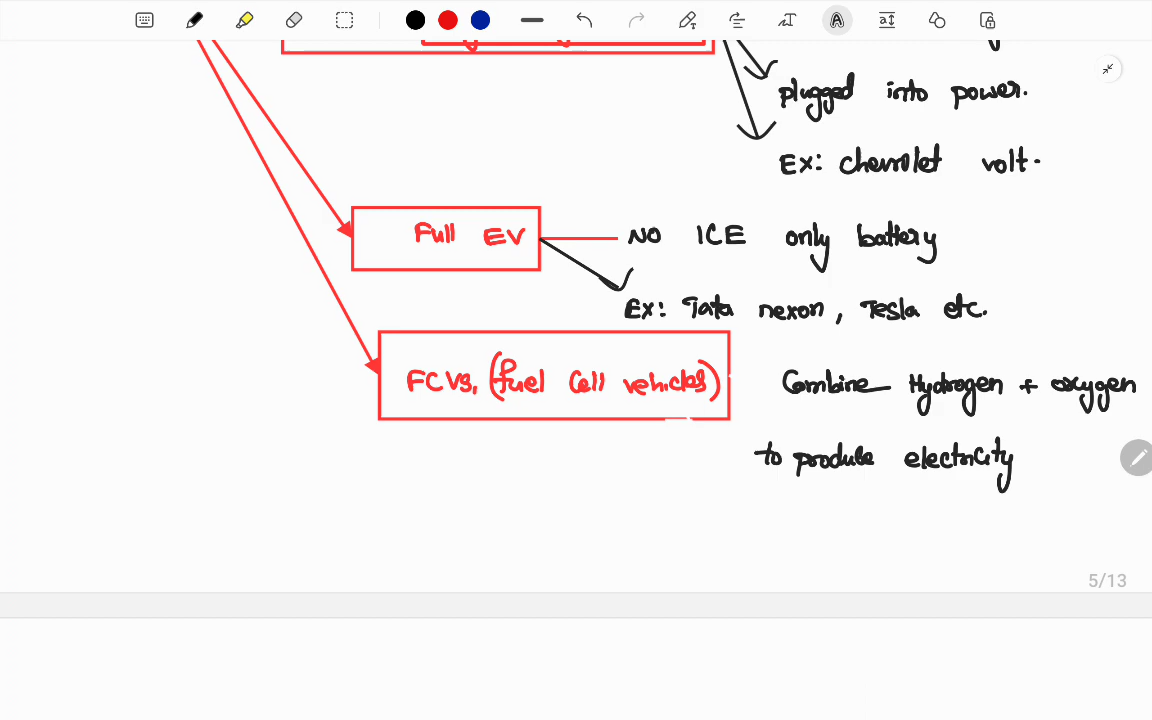 plugged into power.
Ex: chevrolet volt.
Full EV
NO ICE only battery
Ex: Tata nexon, Tesla etc.
FCVs, (fuel cell vehicles)
Combine Hydrogen + oxygen
to produce electricity
5/13